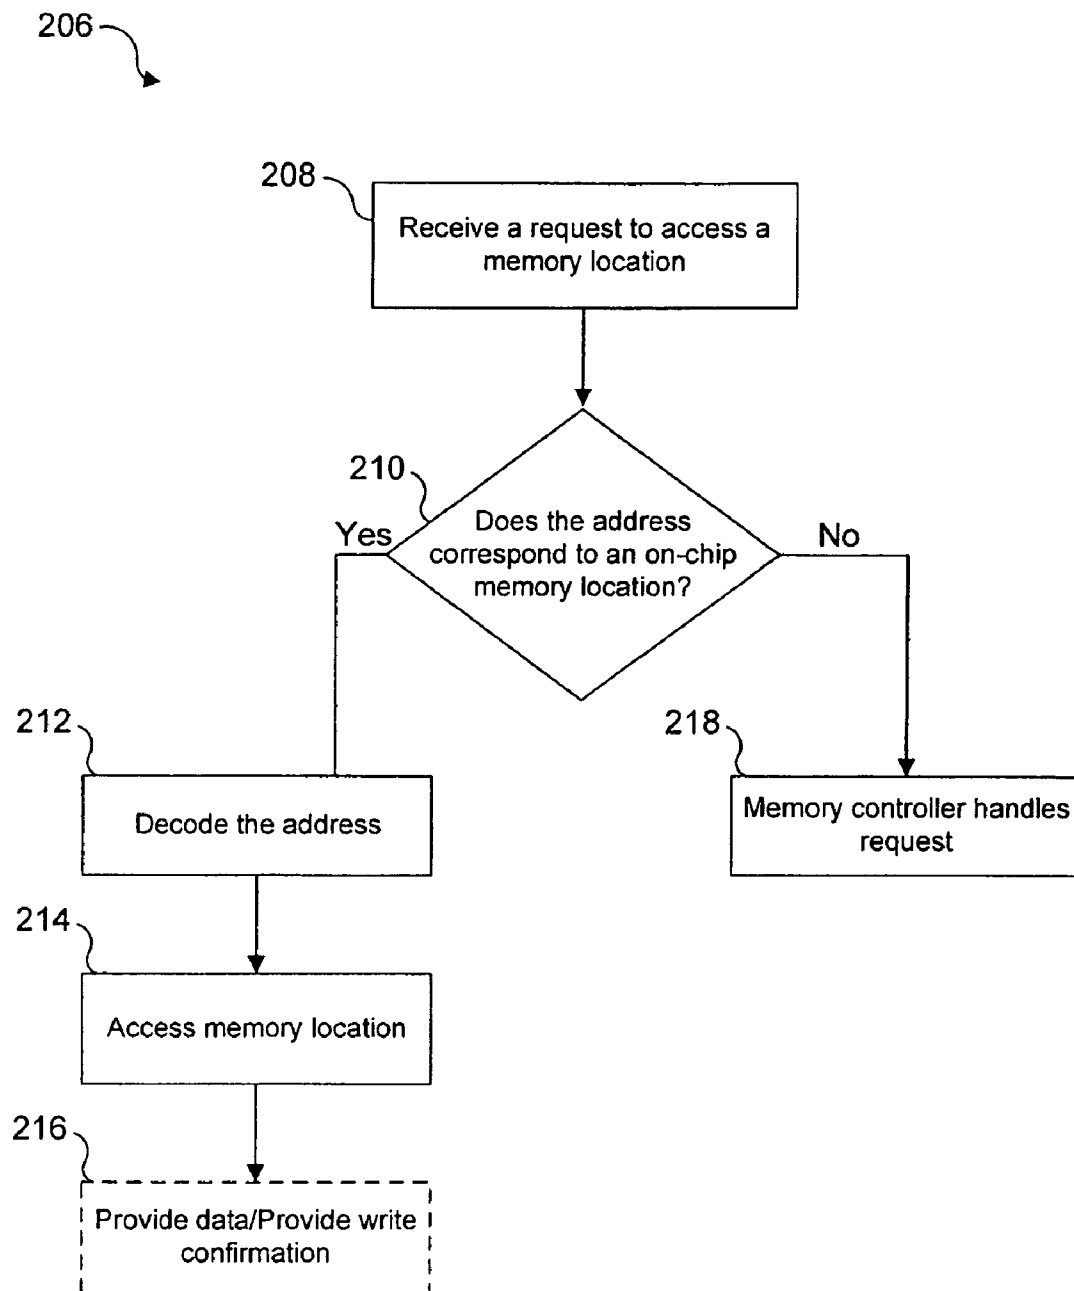 206
208
Receive a request to access a
memory location
210
Yes
Does the address
correspond to an on-chip
memory location?
No
212
Decode the address
218
Memory controller handles
request
214
Access memory location
216
Provide data/Provide write
confirmation